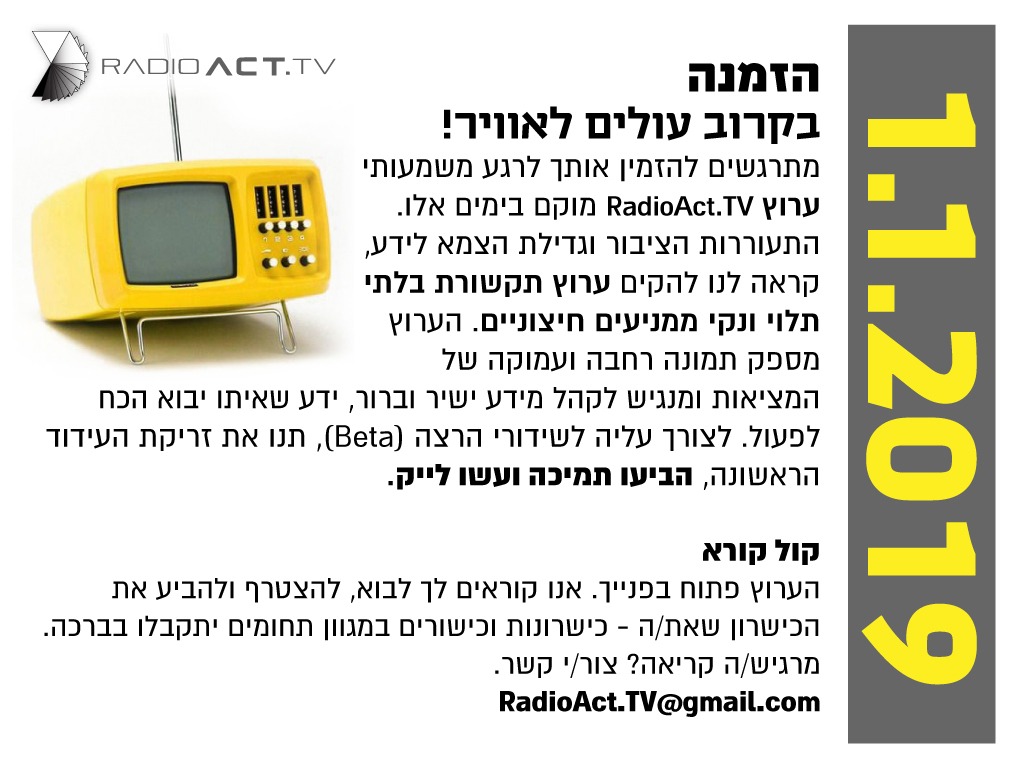 RADIOACT.TV
הזמנה
בקרוב עולים לאוויר!
מתרגשים להזמין אותך לרגע משמעותי
ערוץ RadioAct.TV מוקם בימים אלו.
התעוררות הציבור וגדילת הצמא לידע,
קראה לנו להקים ערוץ תקשורת בלתי
תלוי ונקי ממניעים חיצוניים. הערוץ
מספק תמונה רחבה ועמוקה של
המציאות ומנגיש לקהל מידע ישיר וברור, ידע שאיתו יבוא הכח
לפעול. לצורך עליה לשידורי הרצה (Beta), תנו את זריקת העידוד
הראשונה, הביעו תמיכה ועשו לייק.
קול קורא
הערוץ פתוח בפנייך. אנו קוראים לך לבוא, להצטרף ולהביע את
הכישרון שאת/ה - כישרונות וכישורים במגוון תחומים יתקבלו בברכה.
מרגיש/ה קריאה? צור/י קשר.
RadioAct.TV@gmail.com
1.1.2019